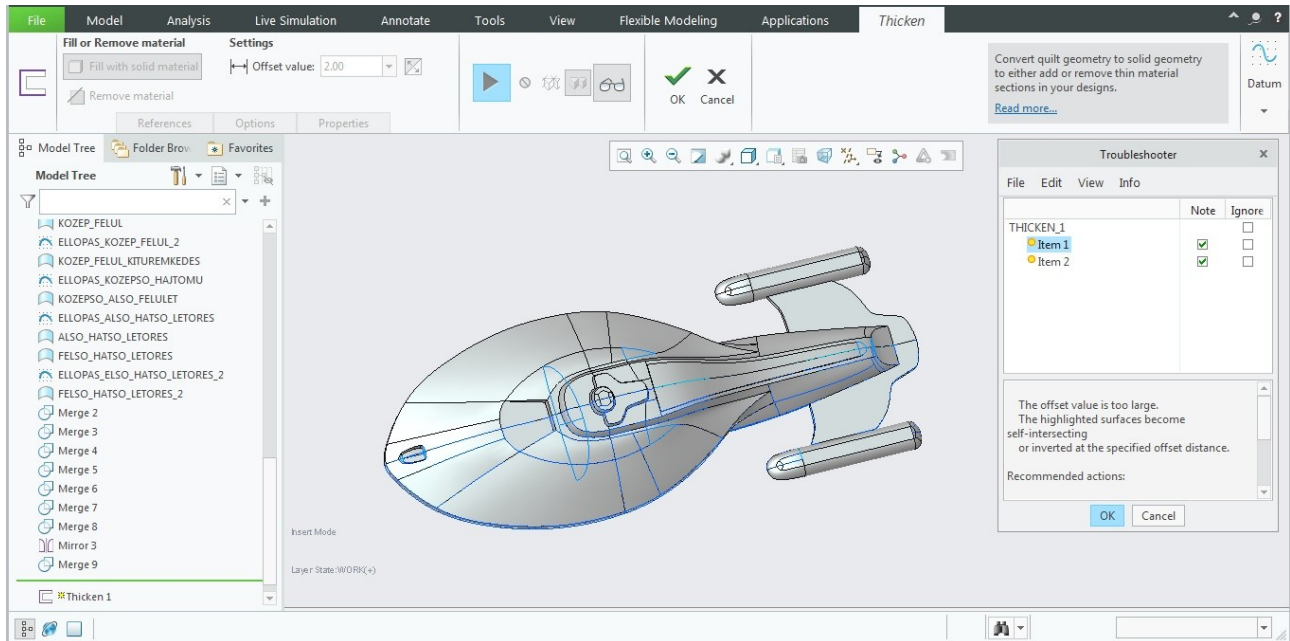 File Model Analysis Live Simulation Annotate Tools View Flexible Modeling Applications Thicken ?
Fill or Remove material Settings
Fill with solid material Offset value: 2.00
Remove material
OK Cancel
References Options Properties
Convert quilt geometry to solid geometry
to either add or remove thin material
sections in your designs.
Read more...
Datum
Model Tree Folder Brow Favorites
Model Tree
KOZEP_FELUL
ELLOPAS_KOZEP_FELUL_2
KOZEP_FELUL_KITUREMKEDES
ELLOPAS_KOZEPSO_HAJTOMU
KOZEPSO_ALSO_FELULET
ELLOPAS_ALSO_HATSO_LETORES
ALSO_HATSO_LETORES
FELSO_HATSO_LETORES
ELLOPAS_ELSO_HATSO_LETORES_2
FELSO_HATSO_LETORES_2
Merge 2
Merge 3
Merge 4
Merge 5
Merge 6
Merge 7
Merge 8
Mirror 3
Merge 9
Thicken 1
Insert Mode
Layer State:WORK(+)
Troubleshooter X
File Edit View Info
Note Ignore
THICKEN_1
Item 1
Item 2
The offset value is too large.
The highlighted surfaces become
self-intersecting
or inverted at the specified offset distance.
Recommended actions:
OK Cancel